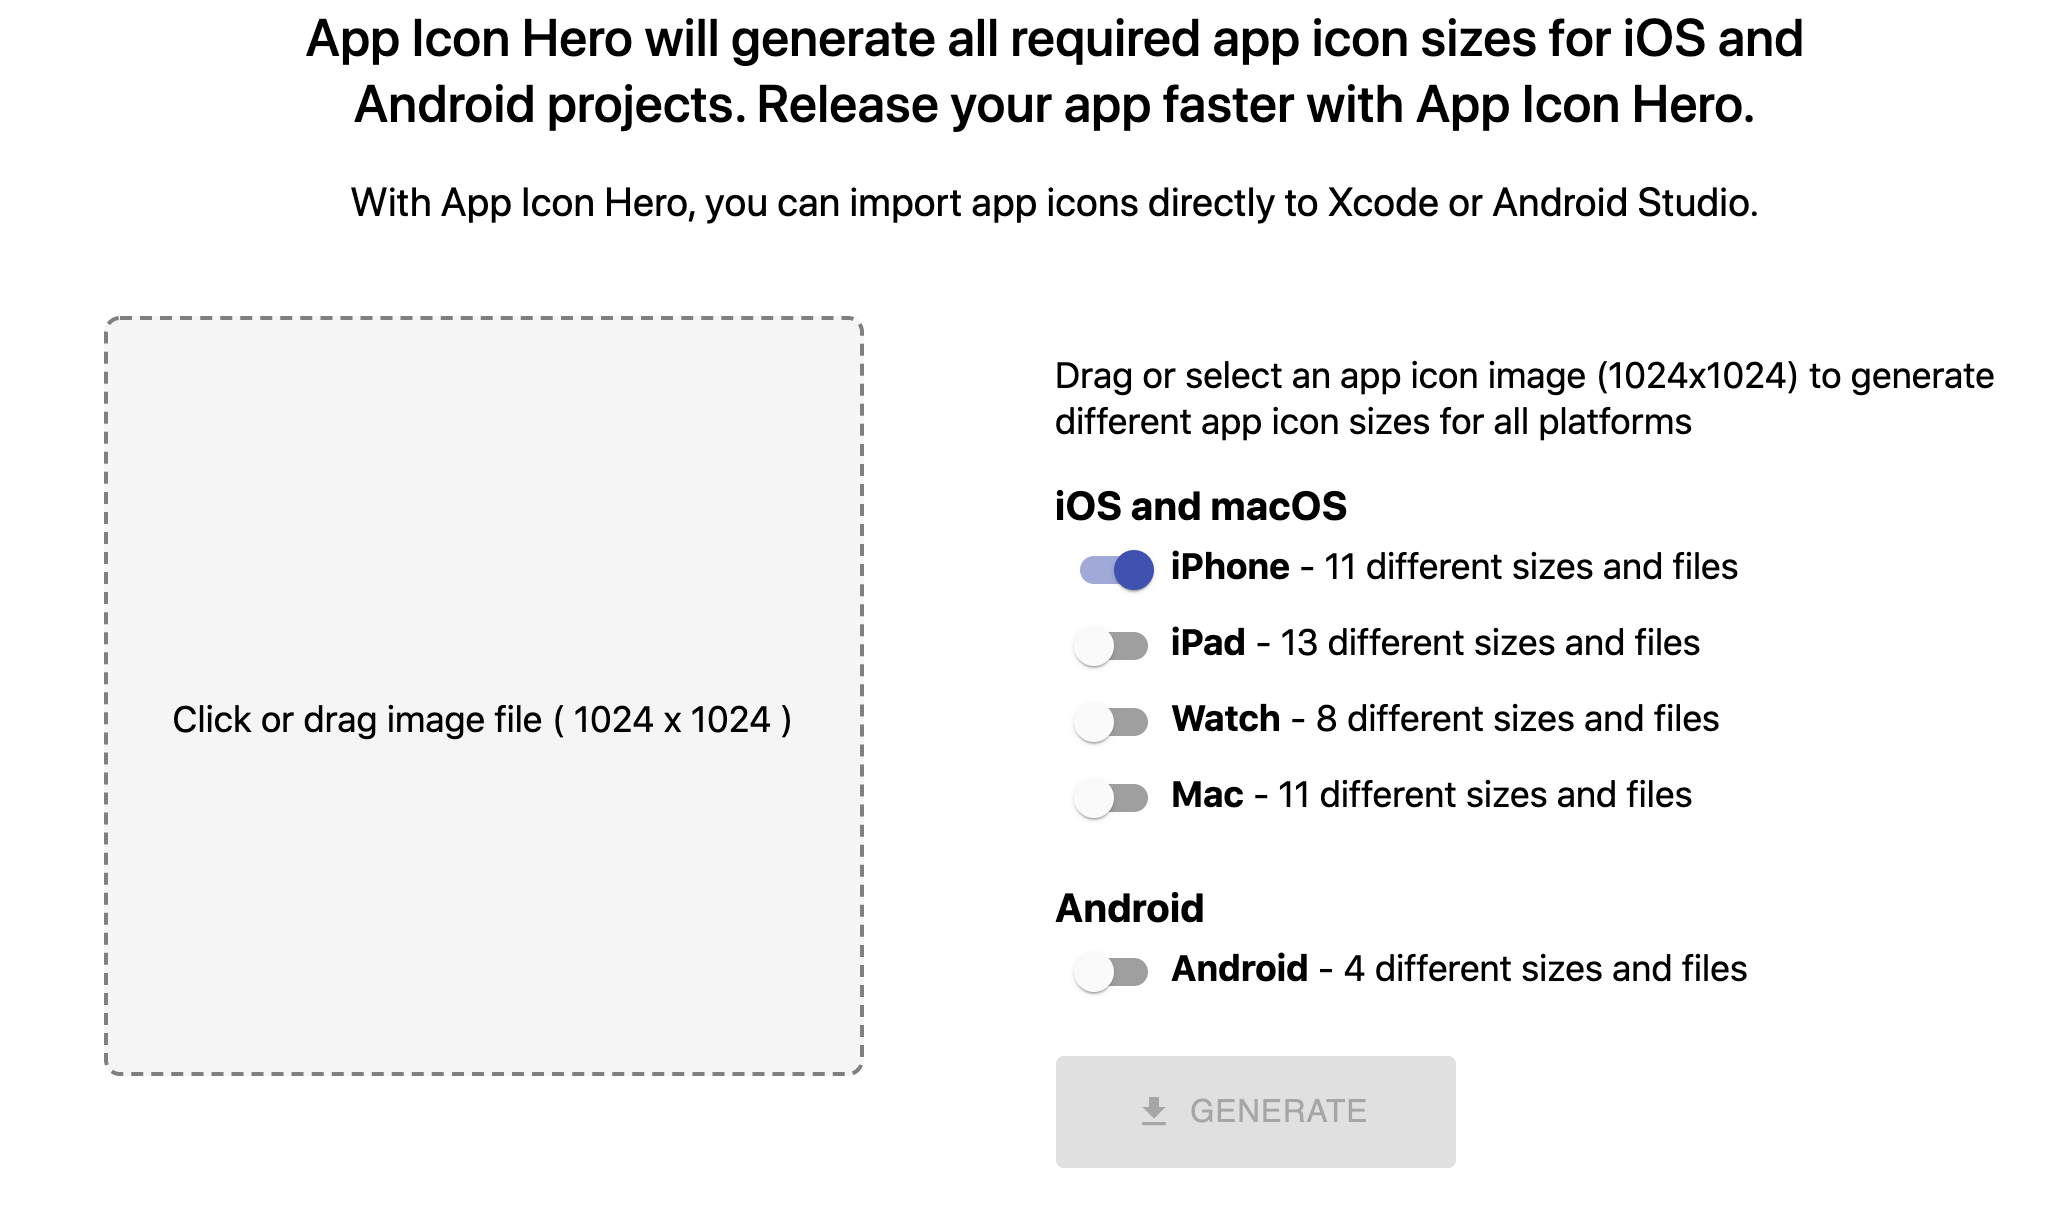 App Icon Hero will generate all required app icon sizes for iOS and
Android projects. Release your app faster with App Icon Hero.
With App Icon Hero, you can import app icons directly to Xcode or Android Studio.
Click or drag image file ( 1024 x 1024 )
Drag or select an app icon image (1024x1024) to generate
different app icon sizes for all platforms
iOS and macOS
iPhone - 11 different sizes and files
iPad - 13 different sizes and files
Watch - 8 different sizes and files
Mac - 11 different sizes and files
Android
Android - 4 different sizes and files
GENERATE